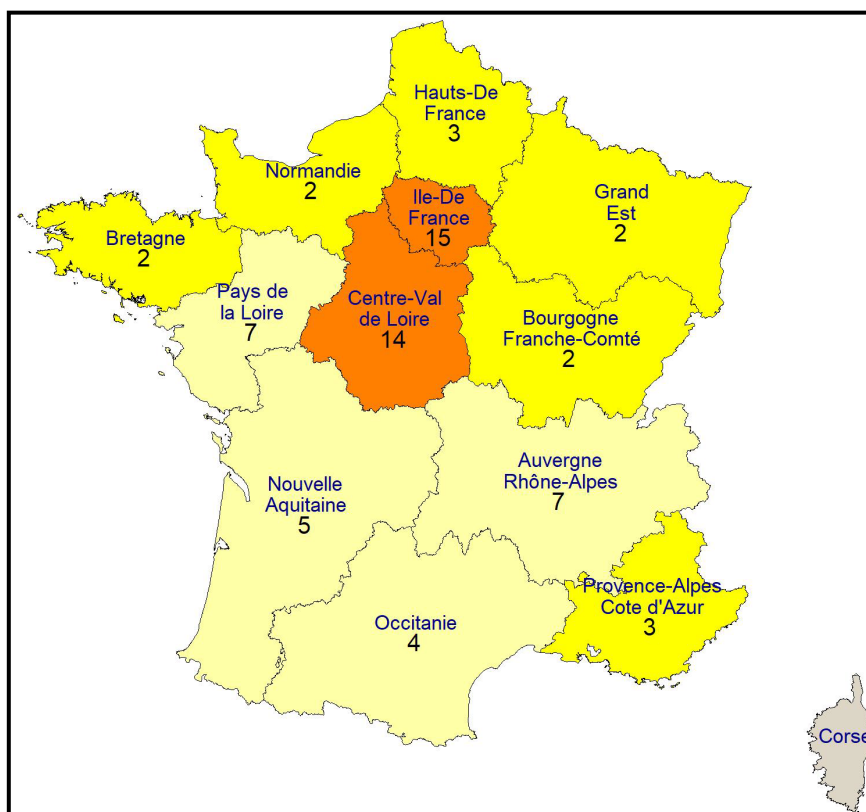 Hauts-De
France
3
Normandie
2
Ile-De
France
15
Grand
Est
2
Bretagne
2
Pays de
la Loire
7
Centre-Val
de Loire
14
Bourgogne
Franche-Comté
2
Auvergne
Rhône-Alpes
7
Nouvelle
Aquitaine
5
Provence-Alpes
Cote d'Azur
3
Occitanie
4
Corse